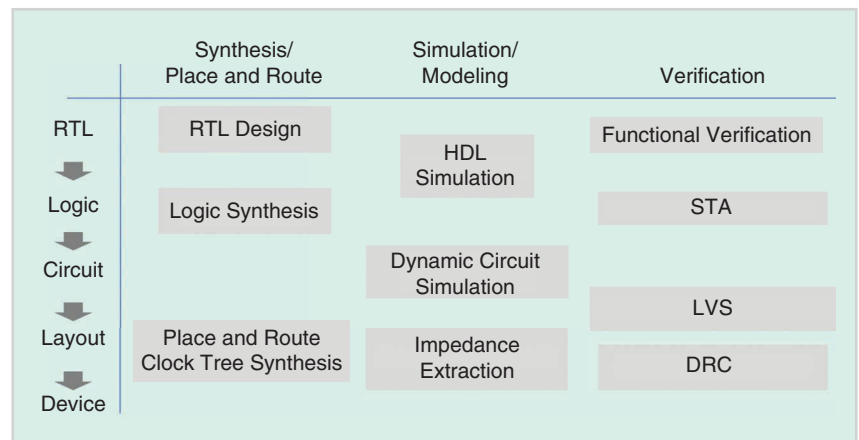 Synthesis/
Place and Route
Simulation/
Modeling
Verification
RTL
RTL Design
HDL
Simulation
Functional Verification
Logic
Logic Synthesis
STA
Circuit
Dynamic Circuit
Simulation
LVS
Layout
Place and Route
Clock Tree Synthesis
Impedance
Extraction
DRC
Device